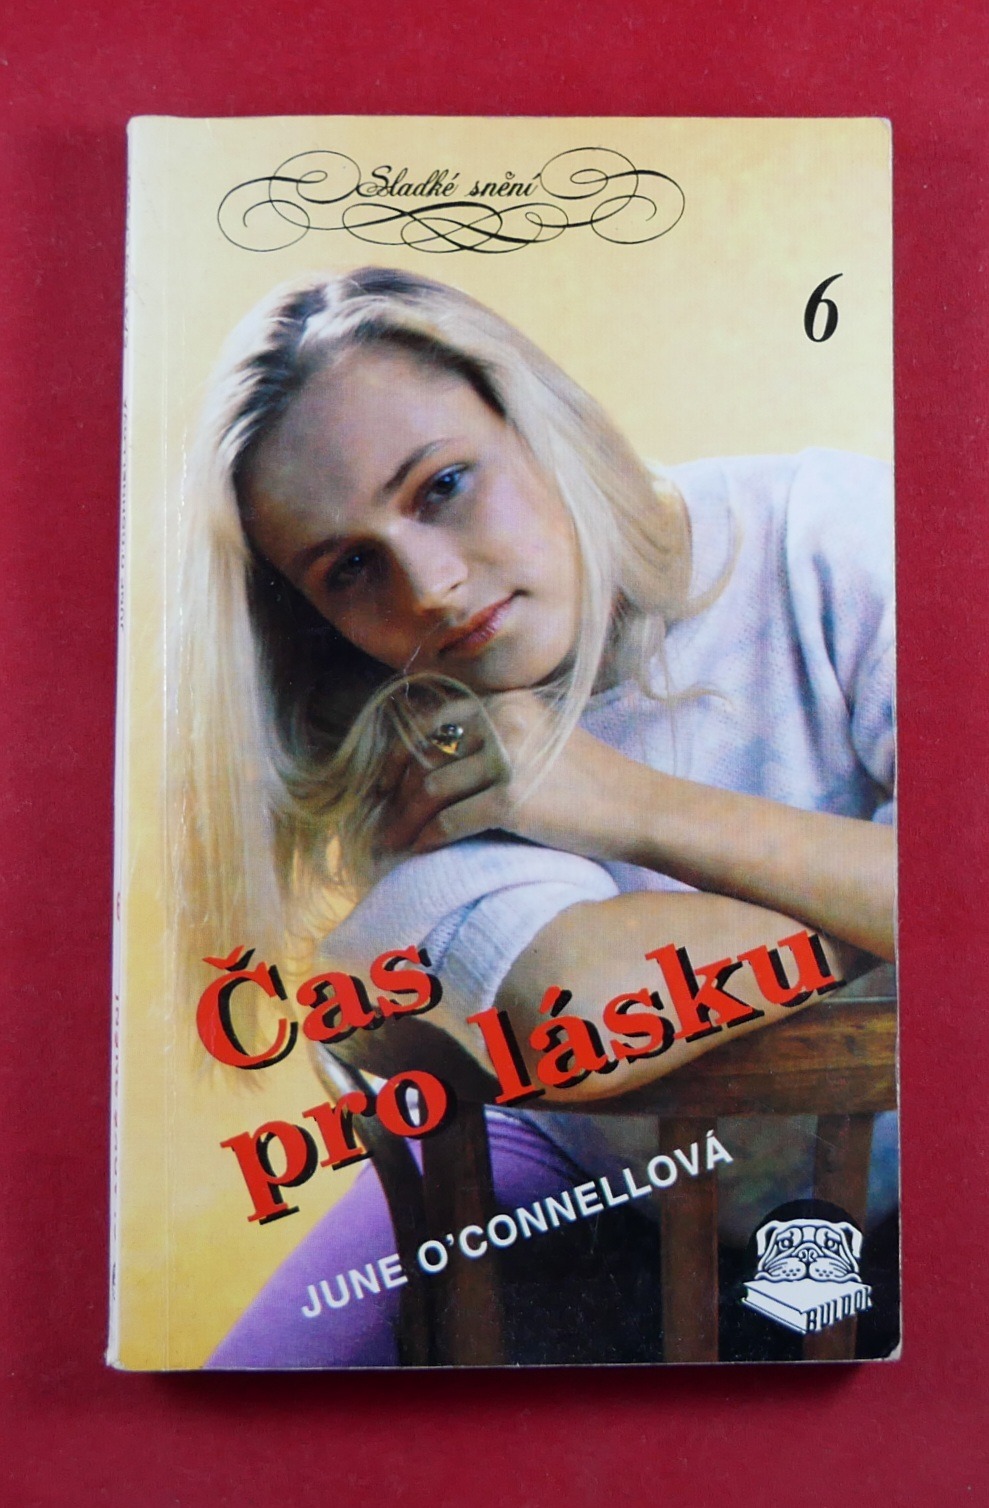 Sladké snění
6
Čas
pro lásku
JUNE O'CONNELLOVÁ
BULDOK